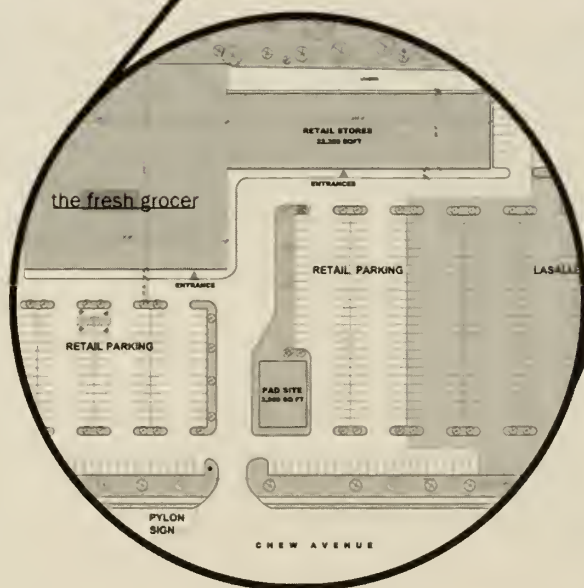 RETAIL STORES
the fresh grocer
ENTRANCES
RETAIL PARKING
LASALLE
ENTRANCE
RETAIL PARKING
PAD SITE
PYLON
SIGN
CHEW AVENUE